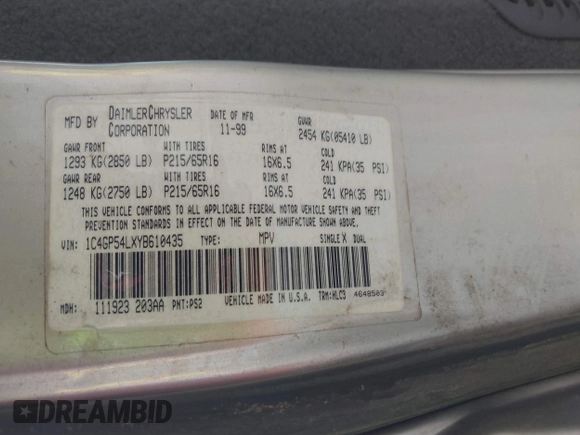 MFD BY DAIMLERCHRYSLER CORPORATION DATE OF MFR 11-99 GVWR 2454 KG(05410 LB)
GAWR FRONT WITH TIRES RIMS AT COLD
1293 KG(2850 LB) P215/65R16 16X6.5 241 KPA(35 PSI)
GAWR REAR WITH TIRES RIMS AT COLD
1248 KG(2750 LB) P215/65R16 16X6.5 241 KPA(35 PSI)
THIS VEHICLE CONFORMS TO ALL APPLICABLE FEDERAL MOTOR VEHICLE SAFETY AND THEFT
PREVENTION STANDARDS IN EFFECT ON THE DATE OF MANUFACTURE SHOWN ABOVE.
VIN: 1C4GP54LXYB610435 TYPE: MPV SINGLE X DUAL
MDH: 111923 203AA PNT:PS2 VEHICLE MADE IN U.S.A. TRM:HLC3 4648503
DREAMBID